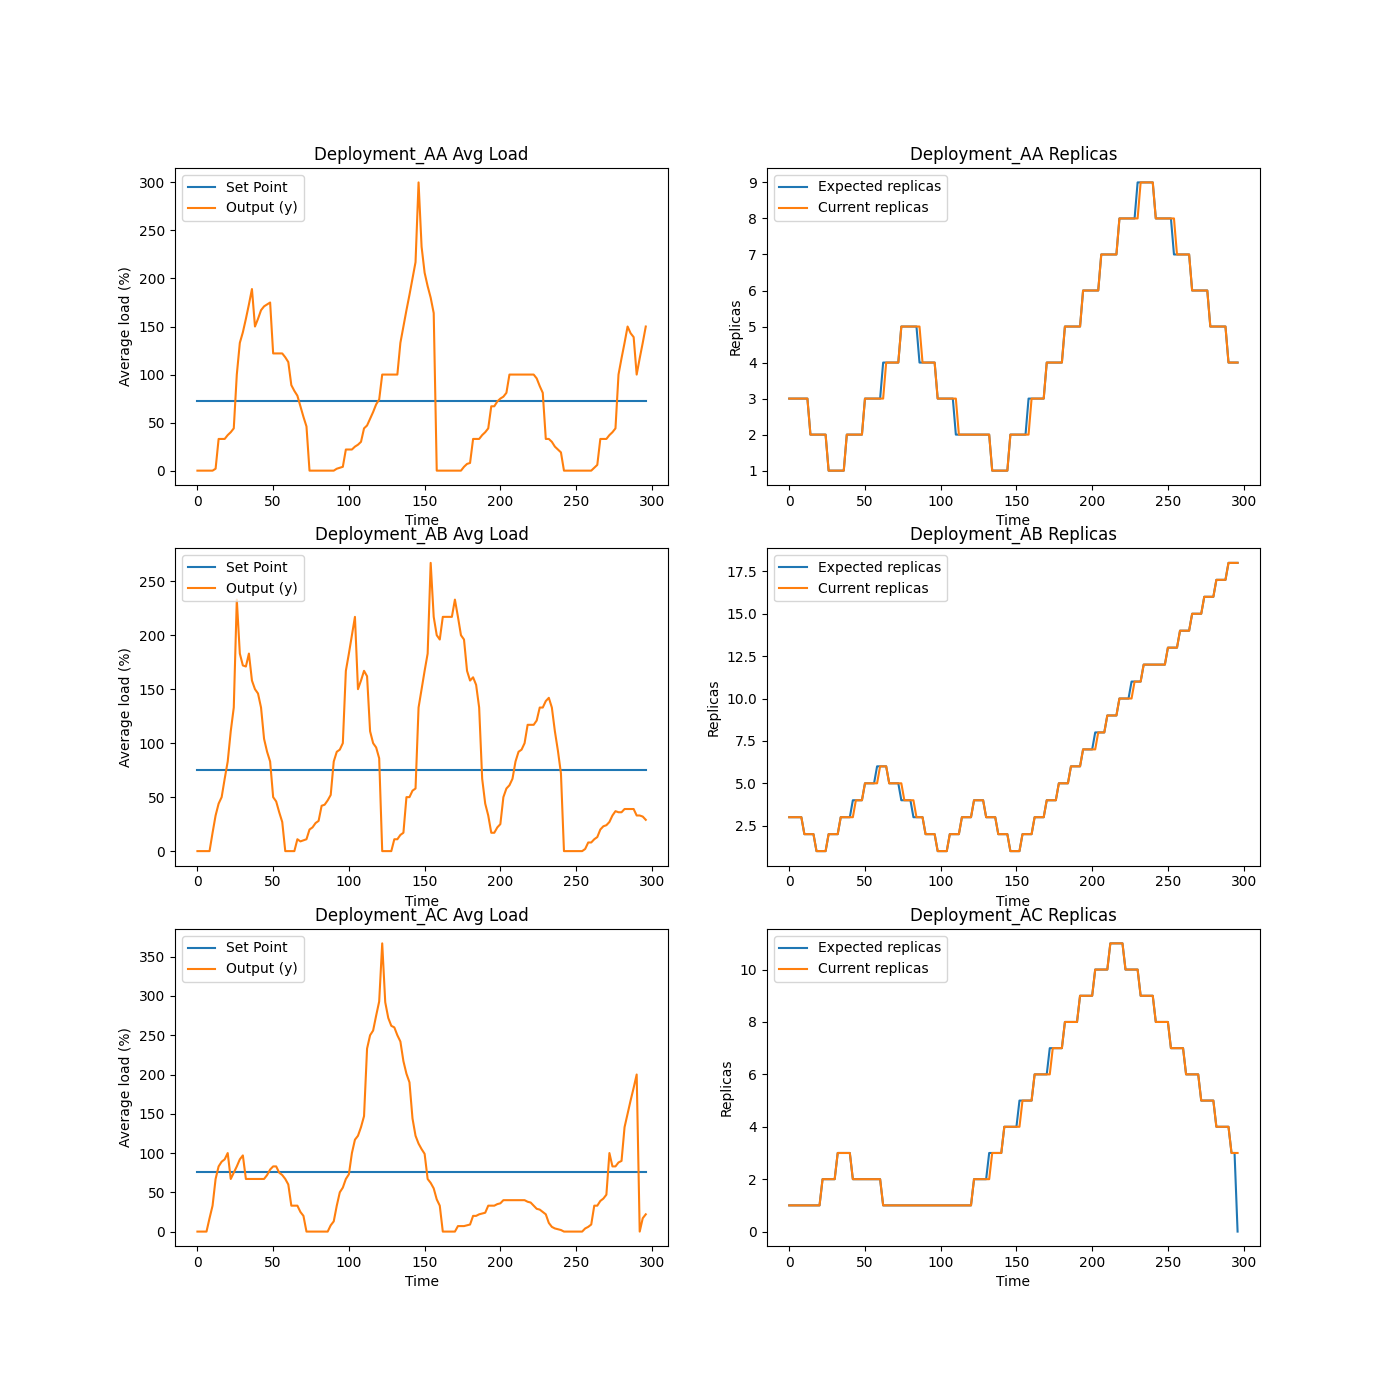 Deployment_AA Avg Load
Set Point
Output (y)
300
250
200
150
100
50
0
Average load (%)
0 50 100 150 200 250 300
Time
Deployment_AA Replicas
Expected replicas
Current replicas
9
8
7
6
5
4
3
2
1
Replicas
0 50 100 150 200 250 300
Time
Deployment_AB Avg Load
Set Point
Output (y)
250
200
150
100
50
0
Average load (%)
0 50 100 150 200 250 300
Time
Deployment_AB Replicas
Expected replicas
Current replicas
17.5
15.0
12.5
10.0
7.5
5.0
2.5
Replicas
0 50 100 150 200 250 300
Time
Deployment_AC Avg Load
Set Point
Output (y)
350
300
250
200
150
100
50
0
Average load (%)
0 50 100 150 200 250 300
Time
Deployment_AC Replicas
Expected replicas
Current replicas
10
8
6
4
2
0
Replicas
0 50 100 150 200 250 300
Time